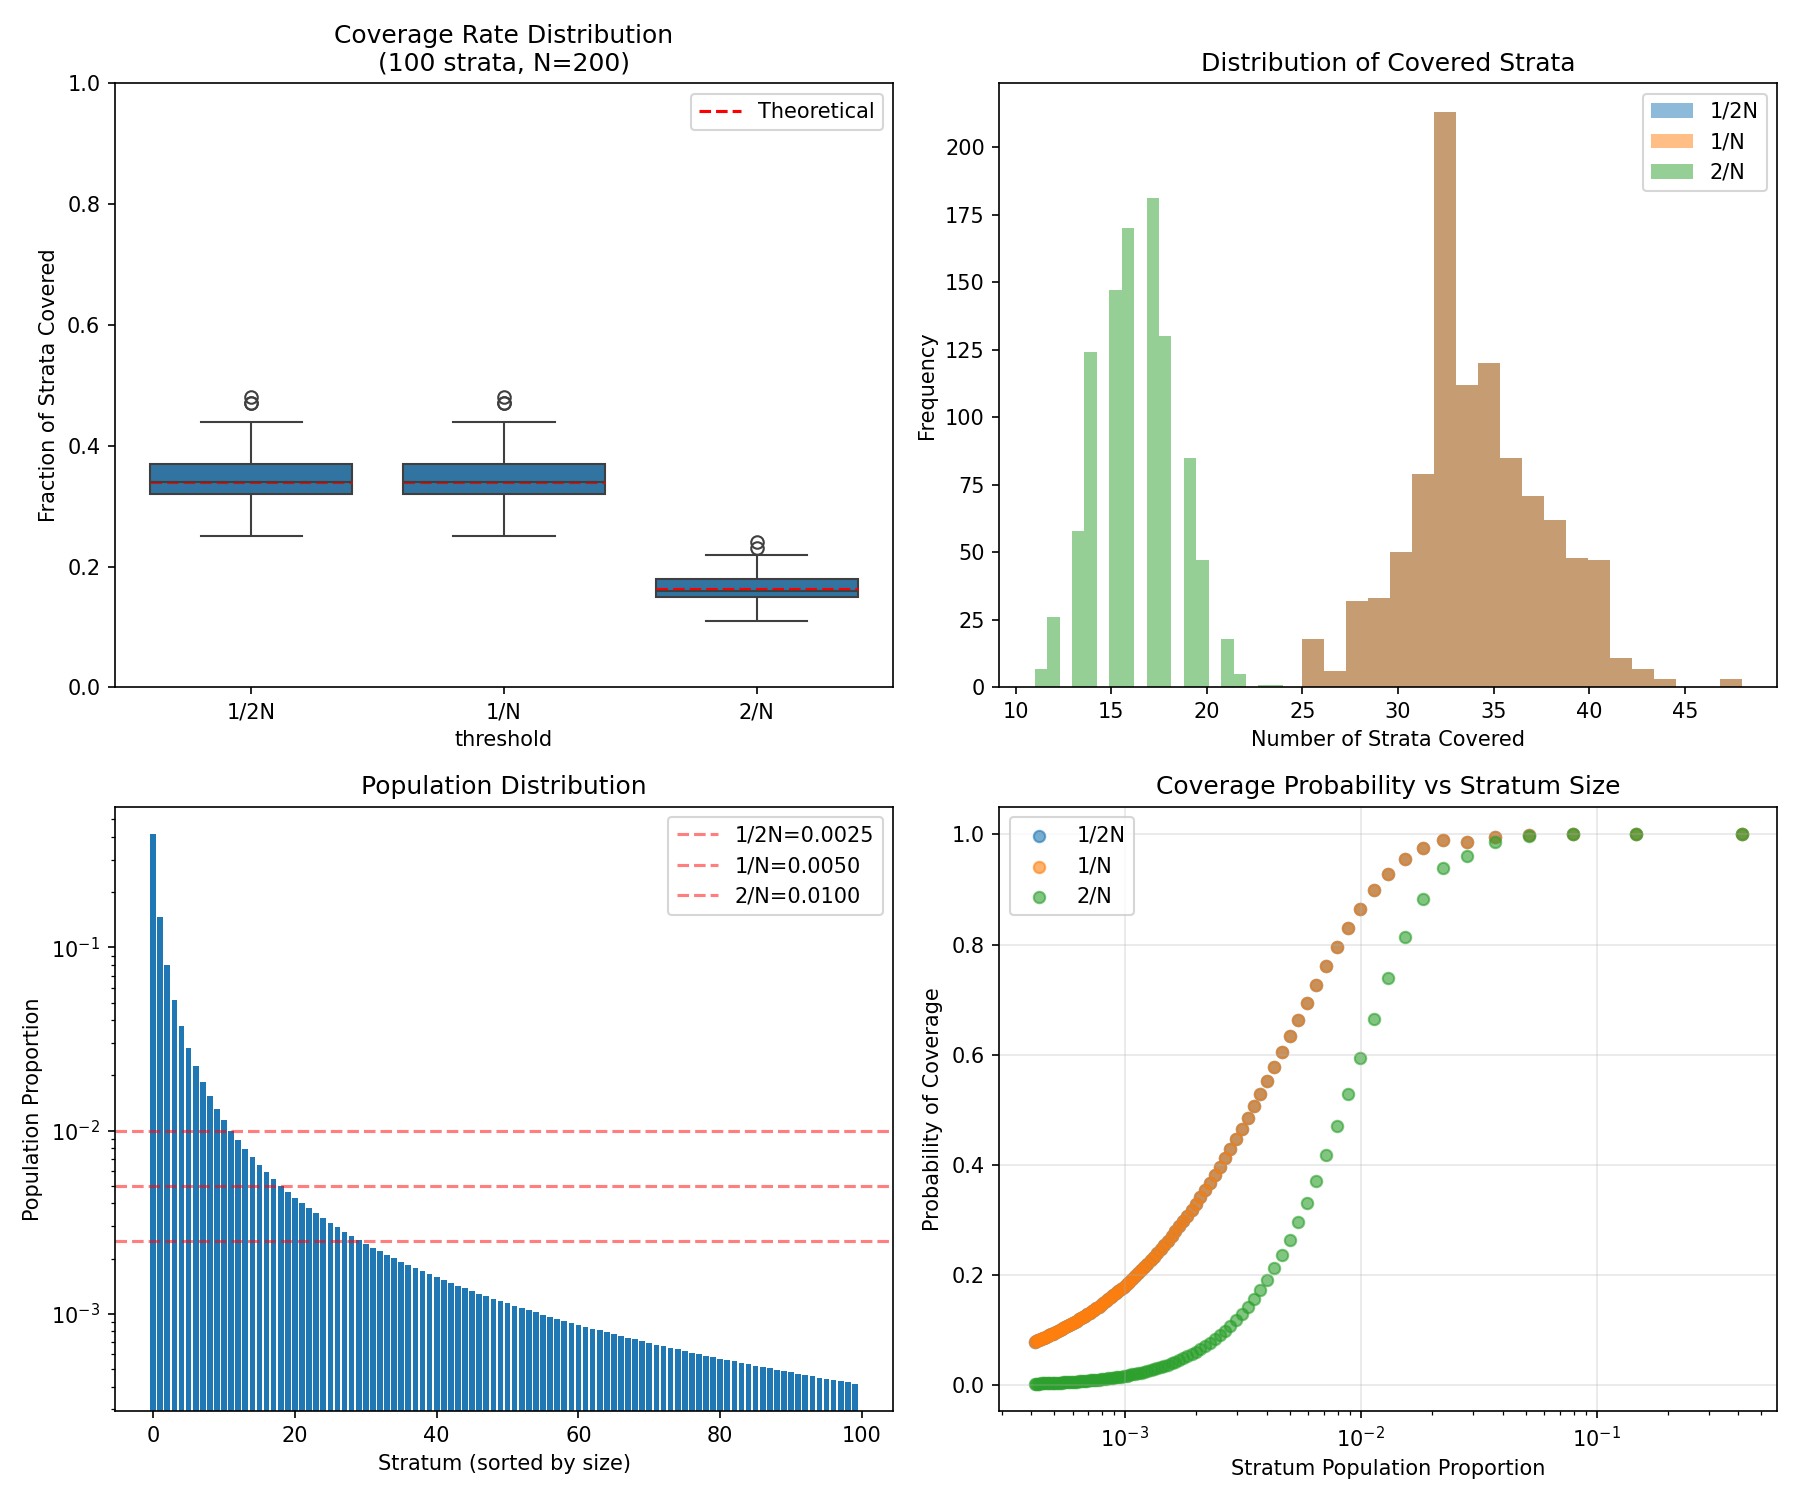 Coverage Rate Distribution
(100 strata, N=200)
Theoretical
Fraction of Strata Covered
1.0
0.8
0.6
0.4
0.2
0.0
1/2N
1/N
2/N
threshold
Distribution of Covered Strata
1/2N
1/N
2/N
Frequency
200
175
150
125
100
75
50
25
0
10
15
20
25
30
35
40
45
Number of Strata Covered
Population Distribution
1/2N=0.0025
1/N=0.0050
2/N=0.0100
Population Proportion
10⁻¹
10⁻²
10⁻³
0
20
40
60
80
100
Stratum (sorted by size)
Coverage Probability vs Stratum Size
1/2N
1/N
2/N
Probability of Coverage
1.0
0.8
0.6
0.4
0.2
0.0
10⁻³
10⁻²
10⁻¹
Stratum Population Proportion